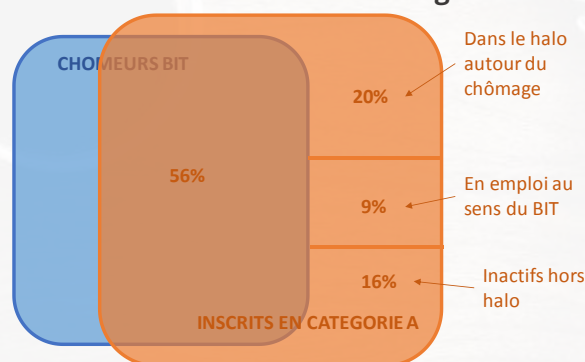 CHOMEURS BIT
Dans le halo
autour du
chômage
20%
56%
En emploi au
sens du BIT
9%
Inactifs hors
halo
16%
INSCRITS EN CATEGORIE A